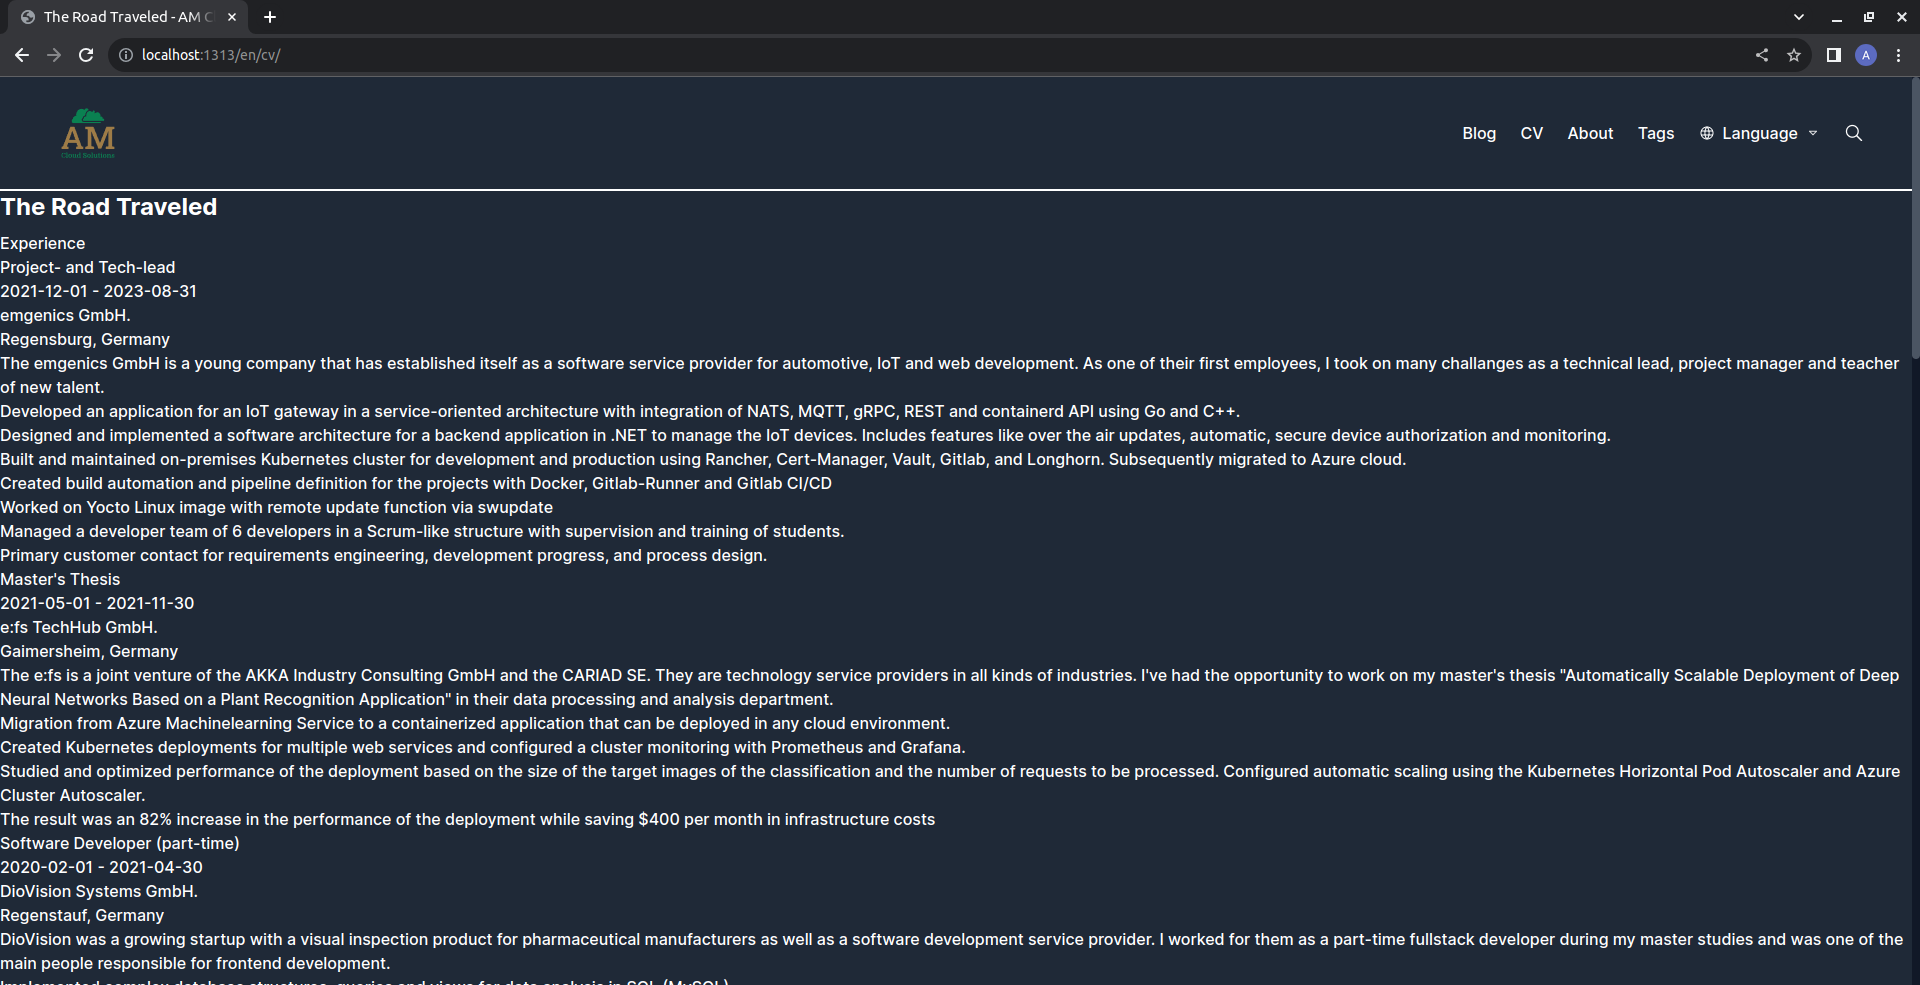 The Road Traveled - AM C
localhost:1313/en/cv/
A
AM
Cloud Solutions
Blog CV About Tags Language
The Road Traveled
Experience
Project- and Tech-lead
2021-12-01 - 2023-08-31
emgenics GmbH.
Regensburg, Germany
The emgenics GmbH is a young company that has established itself as a software service provider for automotive, IoT and web development. As one of their first employees, I took on many challanges as a technical lead, project manager and teacher
of new talent.
Developed an application for an IoT gateway in a service-oriented architecture with integration of NATS, MQTT, gRPC, REST and containerd API using Go and C++.
Designed and implemented a software architecture for a backend application in .NET to manage the IoT devices. Includes features like over the air updates, automatic, secure device authorization and monitoring.
Built and maintained on-premises Kubernetes cluster for development and production using Rancher, Cert-Manager, Vault, Gitlab, and Longhorn. Subsequently migrated to Azure cloud.
Created build automation and pipeline definition for the projects with Docker, Gitlab-Runner and Gitlab CI/CD
Worked on Yocto Linux image with remote update function via swupdate
Managed a developer team of 6 developers in a Scrum-like structure with supervision and training of students.
Primary customer contact for requirements engineering, development progress, and process design.
Master's Thesis
2021-05-01 - 2021-11-30
e:fs TechHub GmbH.
Gaimersheim, Germany
The e:fs is a joint venture of the AKKA Industry Consulting GmbH and the CARIAD SE. They are technology service providers in all kinds of industries. I've had the opportunity to work on my master's thesis "Automatically Scalable Deployment of Deep
Neural Networks Based on a Plant Recognition Application" in their data processing and analysis department.
Migration from Azure Machinelearning Service to a containerized application that can be deployed in any cloud environment.
Created Kubernetes deployments for multiple web services and configured a cluster monitoring with Prometheus and Grafana.
Studied and optimized performance of the deployment based on the size of the target images of the classification and the number of requests to be processed. Configured automatic scaling using the Kubernetes Horizontal Pod Autoscaler and Azure
Cluster Autoscaler.
The result was an 82% increase in the performance of the deployment while saving $400 per month in infrastructure costs
Software Developer (part-time)
2020-02-01 - 2021-04-30
DioVision Systems GmbH.
Regenstauf, Germany
DioVision was a growing startup with a visual inspection product for pharmaceutical manufacturers as well as a software development service provider. I worked for them as a part-time fullstack developer during my master studies and was one of the
main people responsible for frontend development.
Implemented complex database structures, queries and views for data analysis in SQL (MySQL)